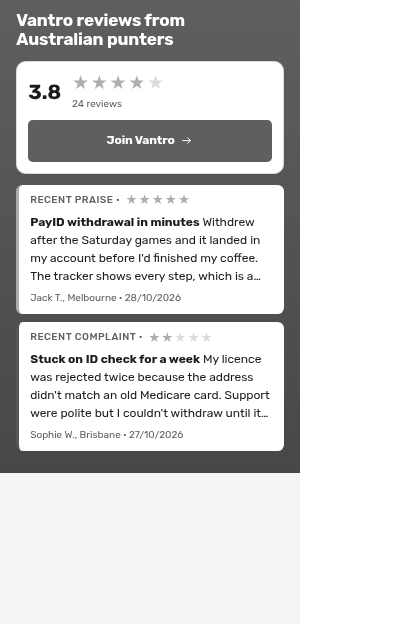 Vantro reviews from
Australian punters
3.8
24 reviews
Join Vantro →
RECENT PRAISE •
PayID withdrawal in minutes Withdrew
after the Saturday games and it landed in
my account before I'd finished my coffee.
The tracker shows every step, which is a…
Jack T., Melbourne • 28/10/2026
RECENT COMPLAINT •
Stuck on ID check for a week My licence
was rejected twice because the address
didn't match an old Medicare card. Support
were polite but I couldn't withdraw until it…
Sophie W., Brisbane • 27/10/2026